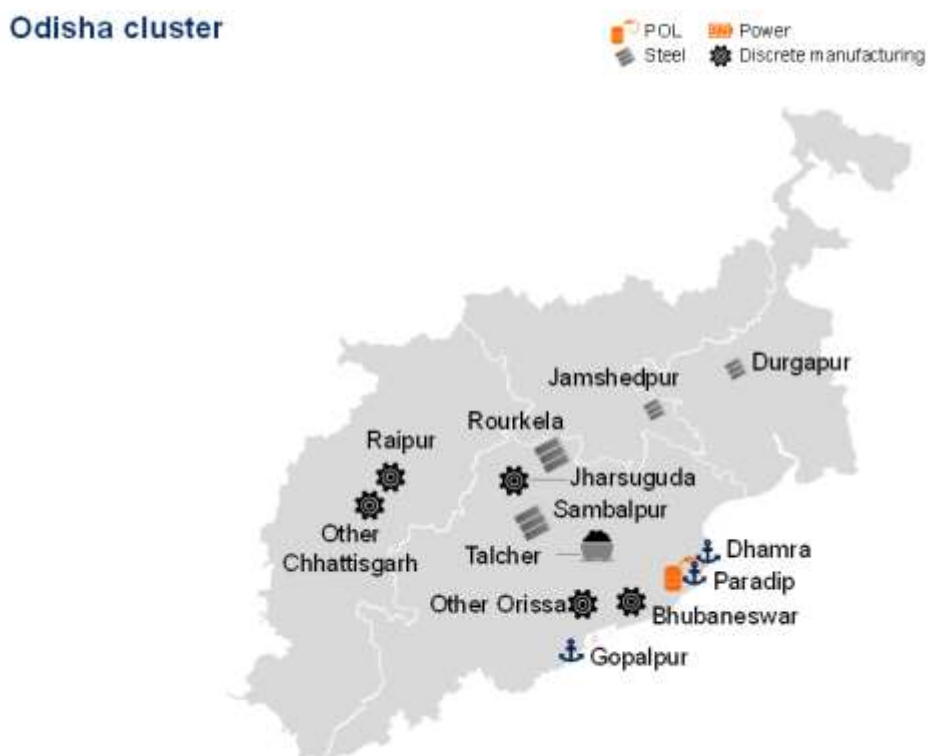 Odisha cluster
POL Power
Steel Discrete manufacturing
Durgapur
Jamshedpur
Rourkela
Raipur
Jharsuguda
Sambalpur
Other
Chhattisgarh
Talcher
Dhamra
Paradip
Other Orissa
Bhubaneswar
Gopalpur